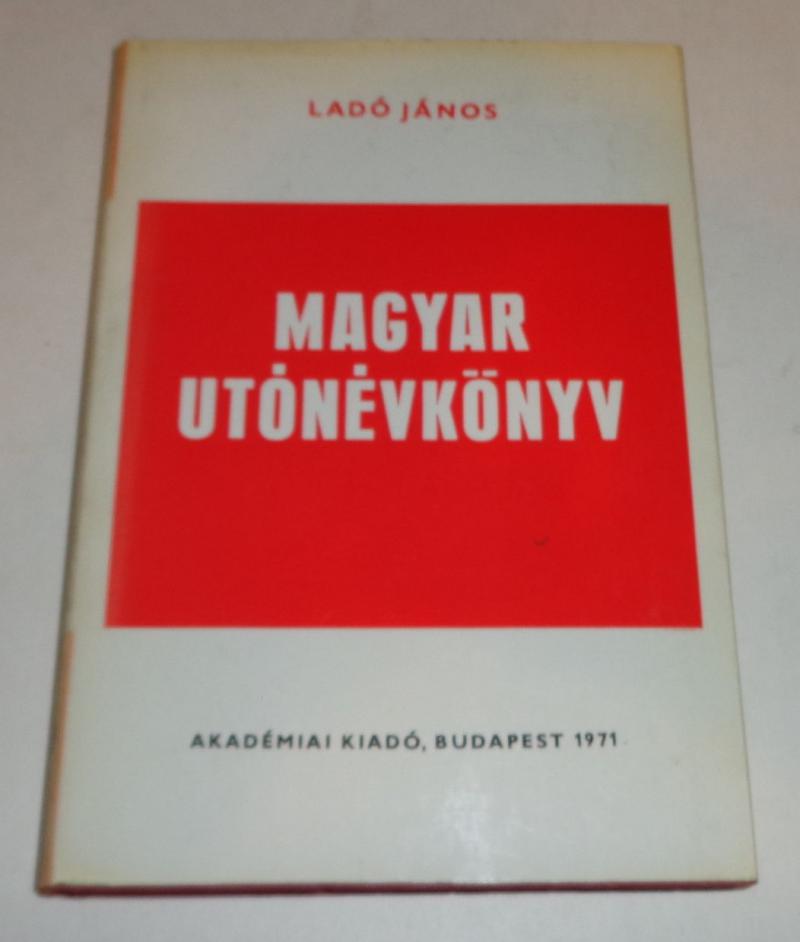 LADÓ JÁNOS
MAGYAR
UTÓNÉVKÖNYV
AKADÉMIAI KIADÓ, BUDAPEST 1971